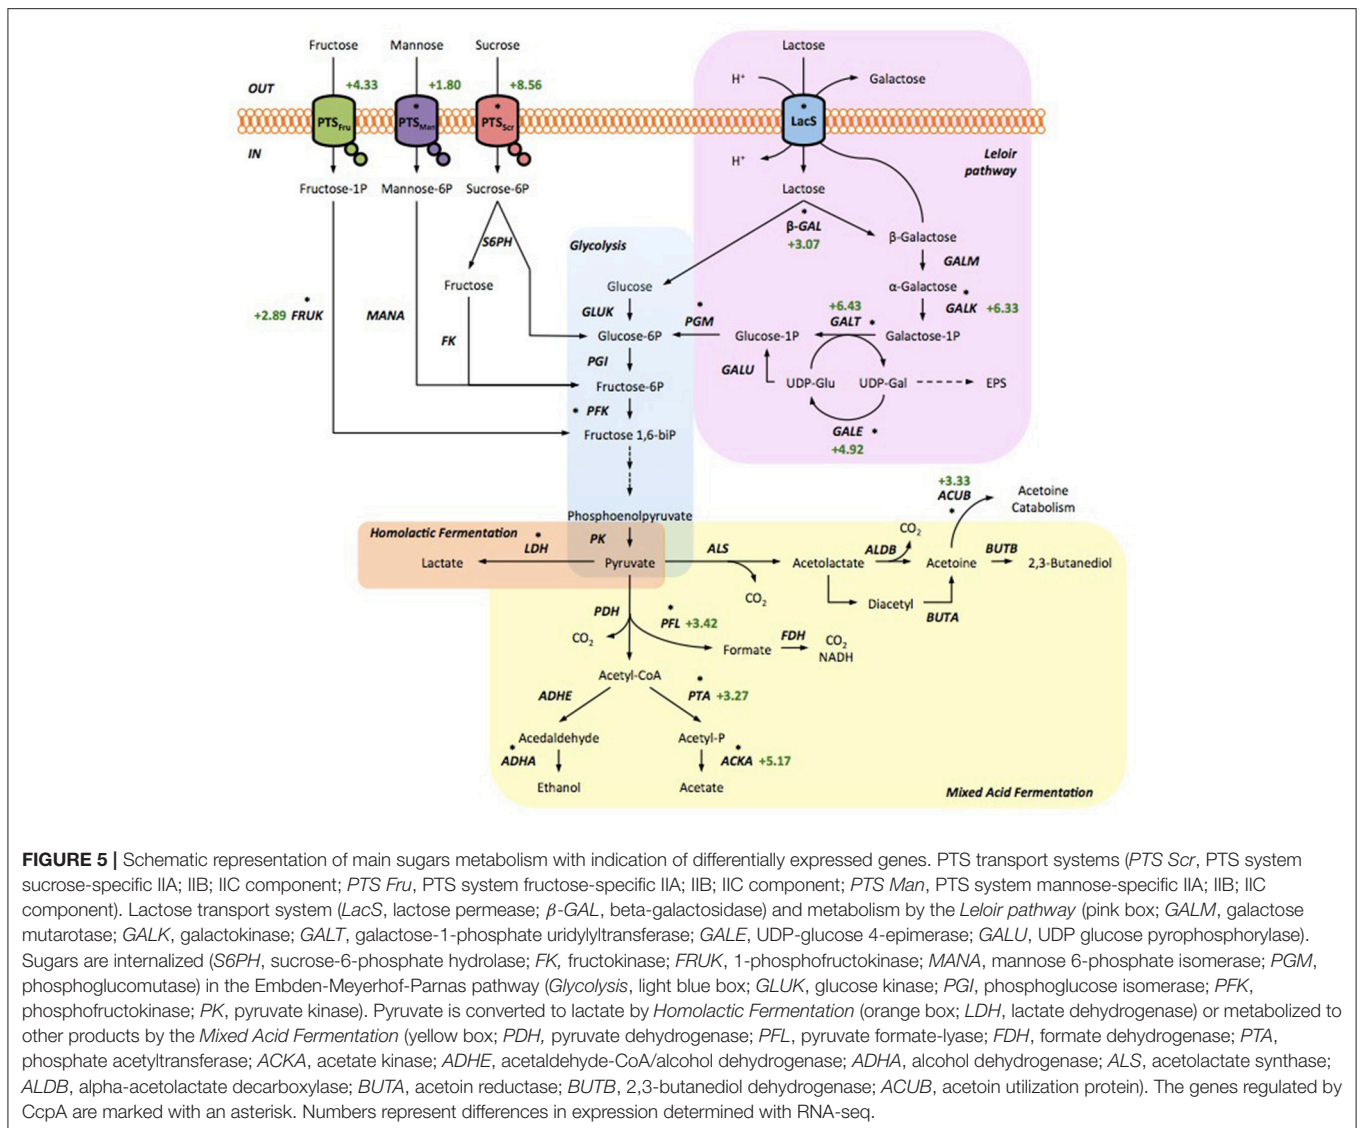 Fructose
Mannose
Sucrose
Lactose
+4.33
+1.80
+8.56
H+
Galactose
OUT
PTSFru
* PTSMan
* PTSScr
* LacS
IN
H+
Leloir
pathway
Fructose-1P
Mannose-6P
Sucrose-6P
Lactose
*
β-GAL
+3.07
β-Galactose
S6PH
Glycolysis
GALM
Fructose
Glucose
α-Galactose
*
GALK +6.33
*
+2.89 FRUK
MANA
GLUK
*
PGM
+6.43
GALT *
FK
Glucose-6P
Glucose-1P
Galactose-1P
PGI
GALU
Fructose-6P
UDP-Glu
UDP-Gal
EPS
* PFK
GALE *
+4.92
Fructose 1,6-biP
+3.33
ACUB
*
Acetoine
Catabolism
Phosphoenolpyruvate
Homolactic Fermentation
*
LDH
PK
ALS
CO2
ALDB
BUTB
Lactate
Pyruvate
Acetolactate
Acetoine
2,3-Butanediol
CO2
Diacetyl
BUTA
PDH
*
PFL +3.42
CO2
Formate
FDH
CO2
NADH
Acetyl-CoA
ADHE
*
PTA +3.27
Acedaldehyde
Acetyl-P
*
ADHA
*
ACKA +5.17
Ethanol
Acetate
Mixed Acid Fermentation
FIGURE 5 | Schematic representation of main sugars metabolism with indication of differentially expressed genes. PTS transport systems (PTS Scr, PTS system
sucrose-specific IIA; IIB; IIC component; PTS Fru, PTS system fructose-specific IIA; IIB; IIC component; PTS Man, PTS system mannose-specific IIA; IIB; IIC
component). Lactose transport system (LacS, lactose permease; β-GAL, beta-galactosidase) and metabolism by the Leloir pathway (pink box; GALM, galactose
mutarotase; GALK, galactokinase; GALT, galactose-1-phosphate uridylyltransferase; GALE, UDP-glucose 4-epimerase; GALU, UDP glucose pyrophosphorylase).
Sugars are internalized (S6PH, sucrose-6-phosphate hydrolase; FK, fructokinase; FRUK, 1-phosphofructokinase; MANA, mannose 6-phosphate isomerase; PGM,
phosphoglucomutase) in the Embden-Meyerhof-Parnas pathway (Glycolysis, light blue box; GLUK, glucose kinase; PGI, phosphoglucose isomerase; PFK,
phosphofructokinase; PK, pyruvate kinase). Pyruvate is converted to lactate by Homolactic Fermentation (orange box; LDH, lactate dehydrogenase) or metabolized to
other products by the Mixed Acid Fermentation (yellow box; PDH, pyruvate dehydrogenase; PFL, pyruvate formate-lyase; FDH, formate dehydrogenase; PTA,
phosphate acetyltransferase; ACKA, acetate kinase; ADHE, acetaldehyde-CoA/alcohol dehydrogenase; ADHA, alcohol dehydrogenase; ALS, acetolactate synthase;
ALDB, alpha-acetolactate decarboxylase; BUTA, acetoin reductase; BUTB, 2,3-butanediol dehydrogenase; ACUB, acetoin utilization protein). The genes regulated by
CcpA are marked with an asterisk. Numbers represent differences in expression determined with RNA-seq.